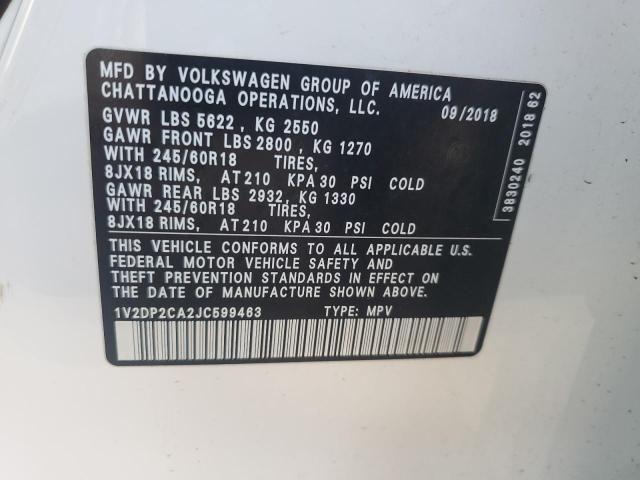 MFD BY VOLKSWAGEN GROUP OF AMERICA
CHATTANOOGA OPERATIONS, LLC.
09/2018
GVWR LBS 5622 , KG 2550
GAWR FRONT LBS 2800 , KG 1270
WITH 245/60R18 TIRES,
8JX18 RIMS, AT 210 KPA 30 PSI COLD
GAWR REAR LBS 2932, KG 1330
WITH 245/60R18 TIRES,
8JX18 RIMS, AT 210 KPA 30 PSI COLD
THIS VEHICLE CONFORMS TO ALL APPLICABLE U.S.
FEDERAL MOTOR VEHICLE SAFETY AND
THEFT PREVENTION STANDARDS IN EFFECT ON
THE DATE OF MANUFACTURE SHOWN ABOVE
1V2DP2CA2JC599463 TYPE: MPV
3830240 2018 62